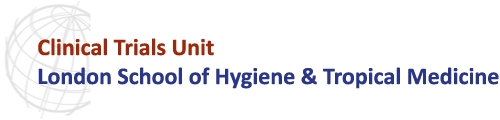 Clinical Trials Unit
London School of Hygiene & Tropical Medicine